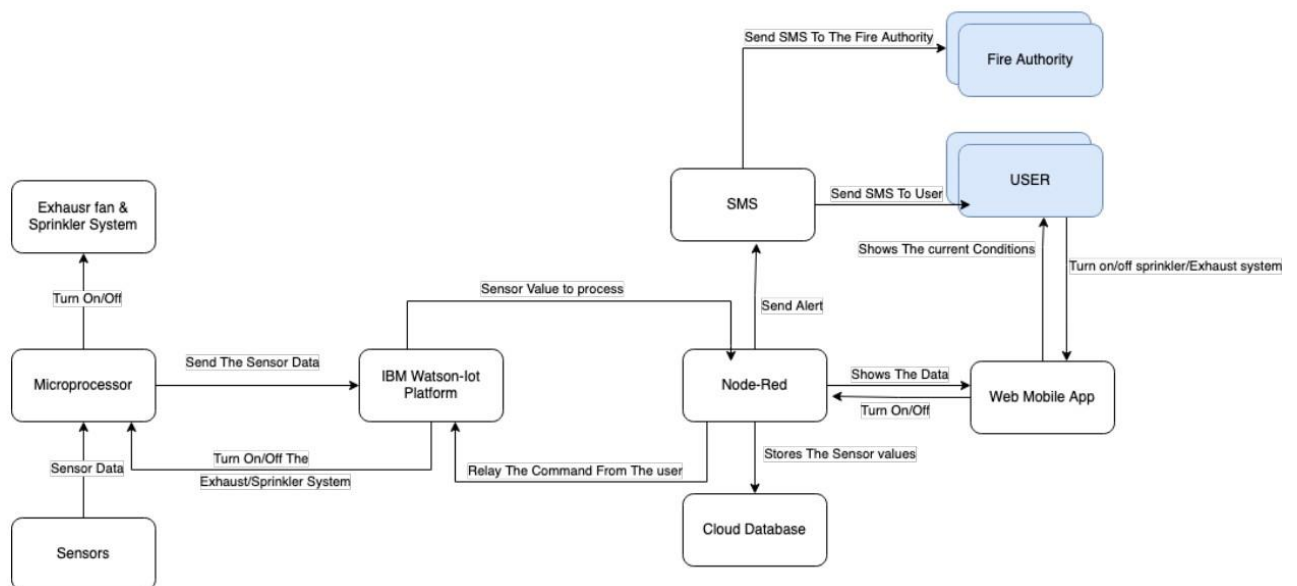 Send SMS To The Fire Authority
Fire Authority
USER
SMS
Send SMS To User
Exhausr fan &
Sprinkler System
Shows The current Conditions
Turn on/off sprinkler/Exhaust system
Sensor Value to process
Turn On/Off
Send Alert
Send The Sensor Data
Microprocessor
IBM Watson-Iot
Platform
Node-Red
Shows The Data
Web Mobile App
Turn On/Off
Sensor Data
Turn On/Off The
Exhaust/Sprinkler System
Relay The Command From The user
Stores The Sensor values
Cloud Database
Sensors